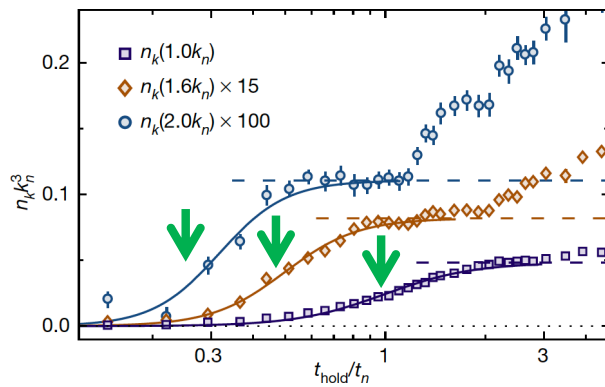 0.2
0.1
0.0
n_k k_n^3
n_k(1.0k_n)
n_k(1.6k_n) × 15
n_k(2.0k_n) × 100
0.3 1 3
t_hold/t_n